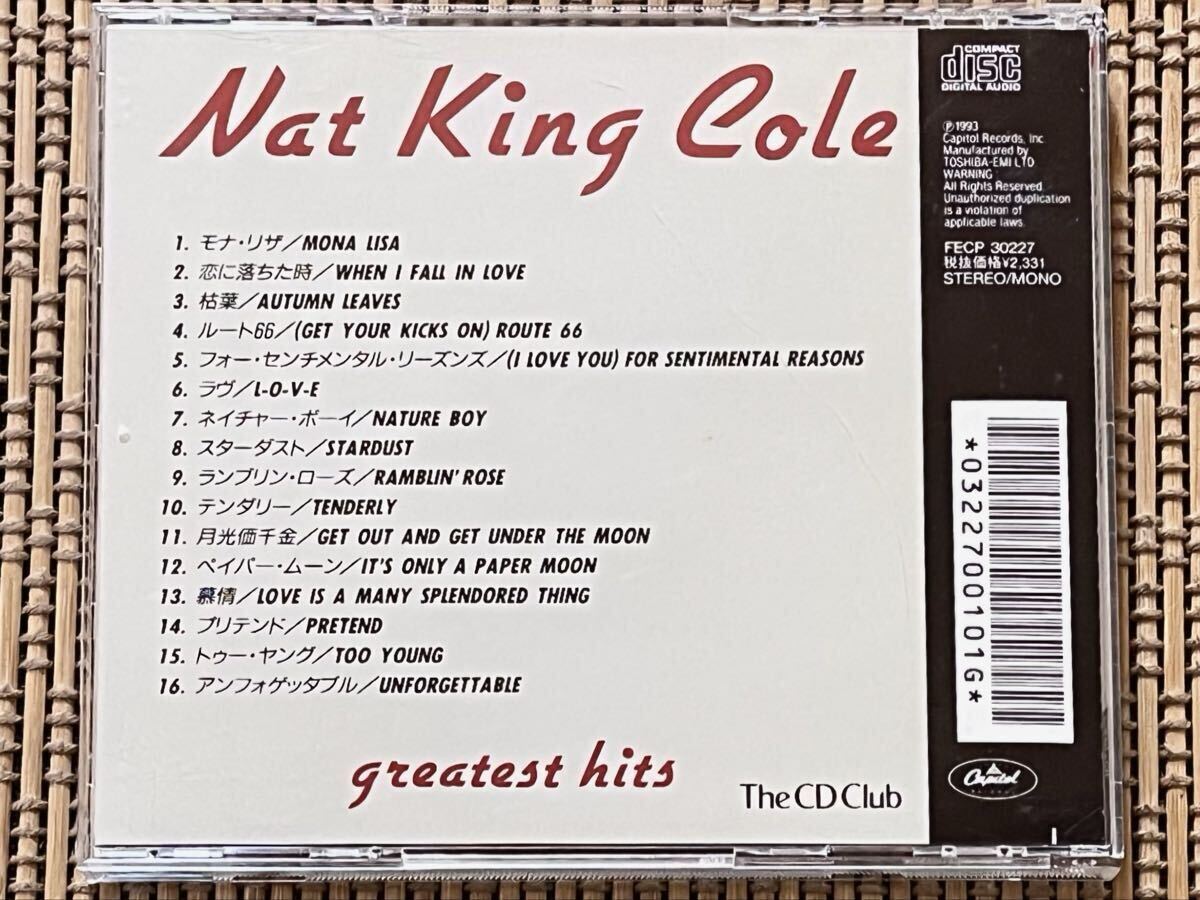 Nat King Cole
1. モナ・リザ/MONA LISA
2. 恋に落ちた時/WHEN I FALL IN LOVE
3. 枯葉/AUTUMN LEAVES
4. ルート66/(GET YOUR KICKS ON) ROUTE 66
5. フォー・センチメンタル・リーズンズ/(I LOVE YOU) FOR SENTIMENTAL REASONS
6. ラヴ/L-O-V-E
7. ネイチャー・ボーイ/NATURE BOY
8. スターダスト/STARDUST
9. ランブリン・ローズ/RAMBLIN' ROSE
10. テンダリー/TENDERLY
11. 月光価千金/GET OUT AND GET UNDER THE MOON
12. ペイパー・ムーン/IT'S ONLY A PAPER MOON
13. 慕情/LOVE IS A MANY SPLENDORED THING
14. プリテンド/PRETEND
15. トゥー・ヤング/TOO YOUNG
16. アンフォゲッタブル/UNFORGETTABLE
greatest hits
The CD Club
COMPACT
disc
DIGITAL AUDIO
℗1993
Capitol Records, Inc.
Manufactured by
TOSHIBA-EMI LTD
WARNING
All Rights Reserved
Unauthorized duplication
is a violation of
applicable laws.
FECP 30227
税抜価格¥2,331
STEREO/MONO
*0322700101G*
Capitol